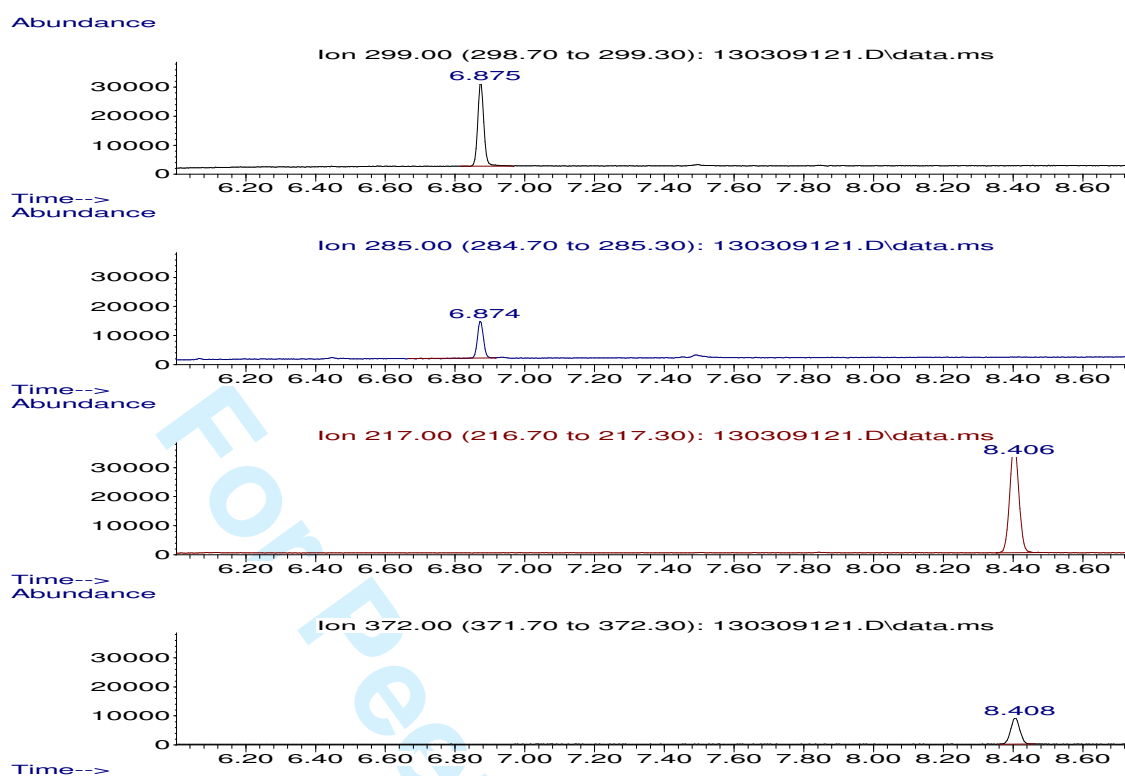 Abundance
Ion 299.00 (298.70 to 299.30): 130309121.D\data.ms
6.875
30000
20000
10000
0
6.20 6.40 6.60 6.80 7.00 7.20 7.40 7.60 7.80 8.00 8.20 8.40 8.60
Time-->
Abundance
Ion 285.00 (284.70 to 285.30): 130309121.D\data.ms
6.874
30000
20000
10000
0
6.20 6.40 6.60 6.80 7.00 7.20 7.40 7.60 7.80 8.00 8.20 8.40 8.60
Time-->
Abundance
Ion 217.00 (216.70 to 217.30): 130309121.D\data.ms
8.406
30000
20000
10000
0
6.20 6.40 6.60 6.80 7.00 7.20 7.40 7.60 7.80 8.00 8.20 8.40 8.60
Time-->
Abundance
Ion 372.00 (371.70 to 372.30): 130309121.D\data.ms
8.408
30000
20000
10000
0
6.20 6.40 6.60 6.80 7.00 7.20 7.40 7.60 7.80 8.00 8.20 8.40 8.60
Time-->
For Pee